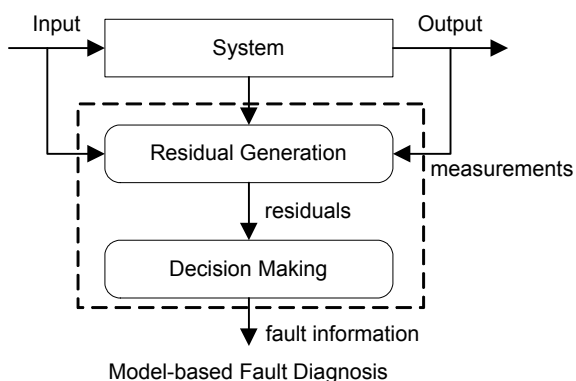 Input
Output
System
Residual Generation
measurements
residuals
Decision Making
fault information
Model-based Fault Diagnosis